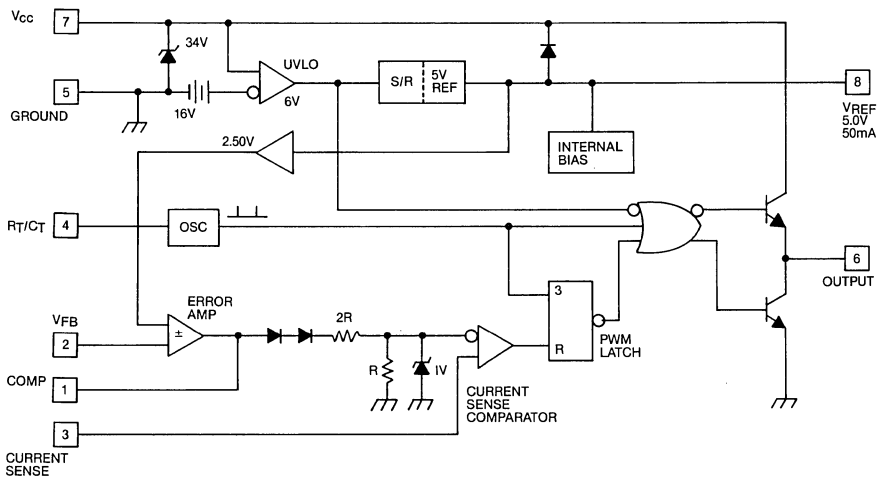 VCC 7
34V
UVLO
S/R 5V REF
8
5
GROUND
16V
6V
VREF
5.0V
50mA
2.50V
INTERNAL
BIAS
RT/CT 4
OSC
6
OUTPUT
3
ERROR
AMP
2R
VFB
2
±
PWM
LATCH
R
R
1V
COMP 1
CURRENT
SENSE
COMPARATOR
3
CURRENT
SENSE